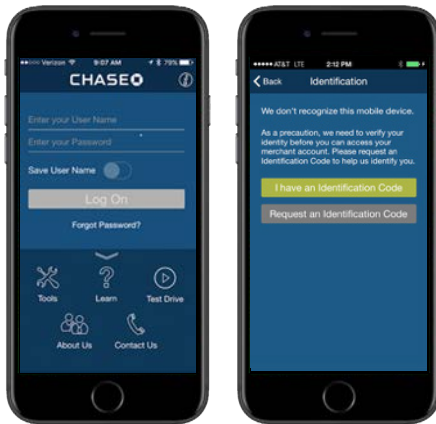 Verizon 9:07 AM 79%
CHASE
Enter your User Name
Enter your Password
Save User Name
Log On
Forgot Password?
Tools Learn Test Drive
About Us Contact Us
AT&T LTE 2:12 PM
Back Identification
We don't recognize this mobile device.
As a precaution, we need to verify your
identity before you can access your
merchant account. Please request an
Identification Code to help us identify you.
I have an Identification Code
Request an Identification Code